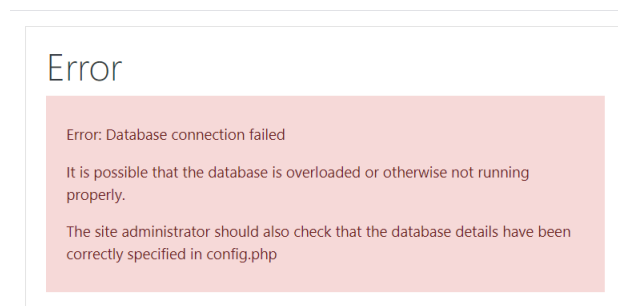 Error
Error: Database connection failed
It is possible that the database is overloaded or otherwise not running
properly.
The site administrator should also check that the database details have been
correctly specified in config.php